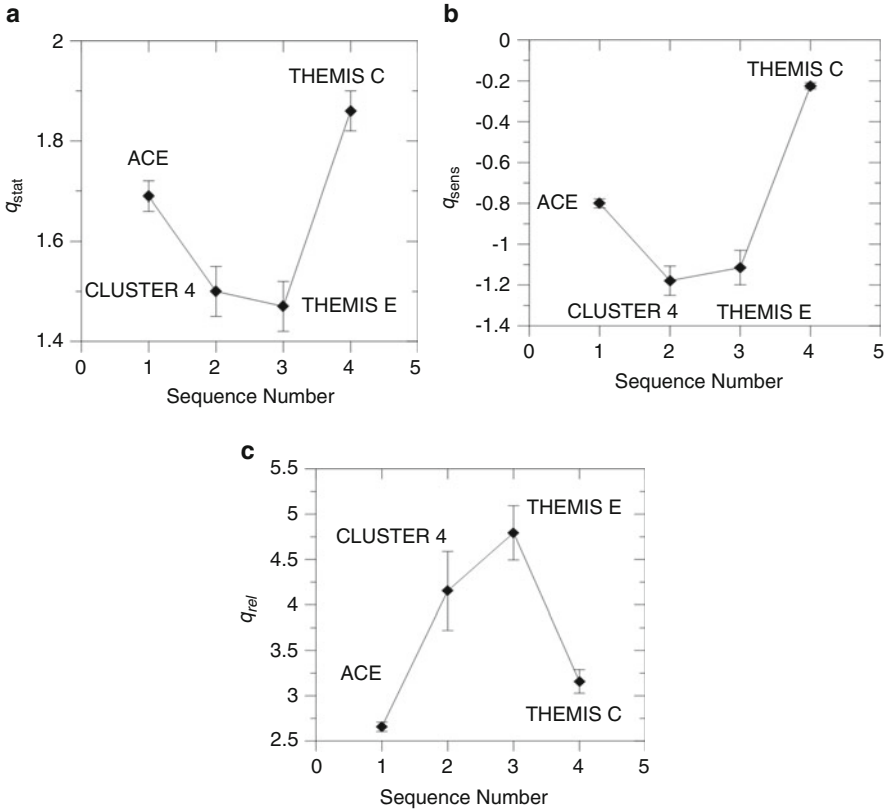 a
2
1.8
1.6
1.4
q_stat
THEMIS C
ACE
CLUSTER 4
THEMIS E
0 1 2 3 4 5
Sequence Number
b
0
-0.2
-0.4
-0.6
-0.8
-1
-1.2
-1.4
q_sens
THEMIS C
ACE
CLUSTER 4
THEMIS E
0 1 2 3 4 5
Sequence Number
c
5.5
5
4.5
4
3.5
3
2.5
q_rel
THEMIS E
CLUSTER 4
ACE
THEMIS C
0 1 2 3 4 5
Sequence Number